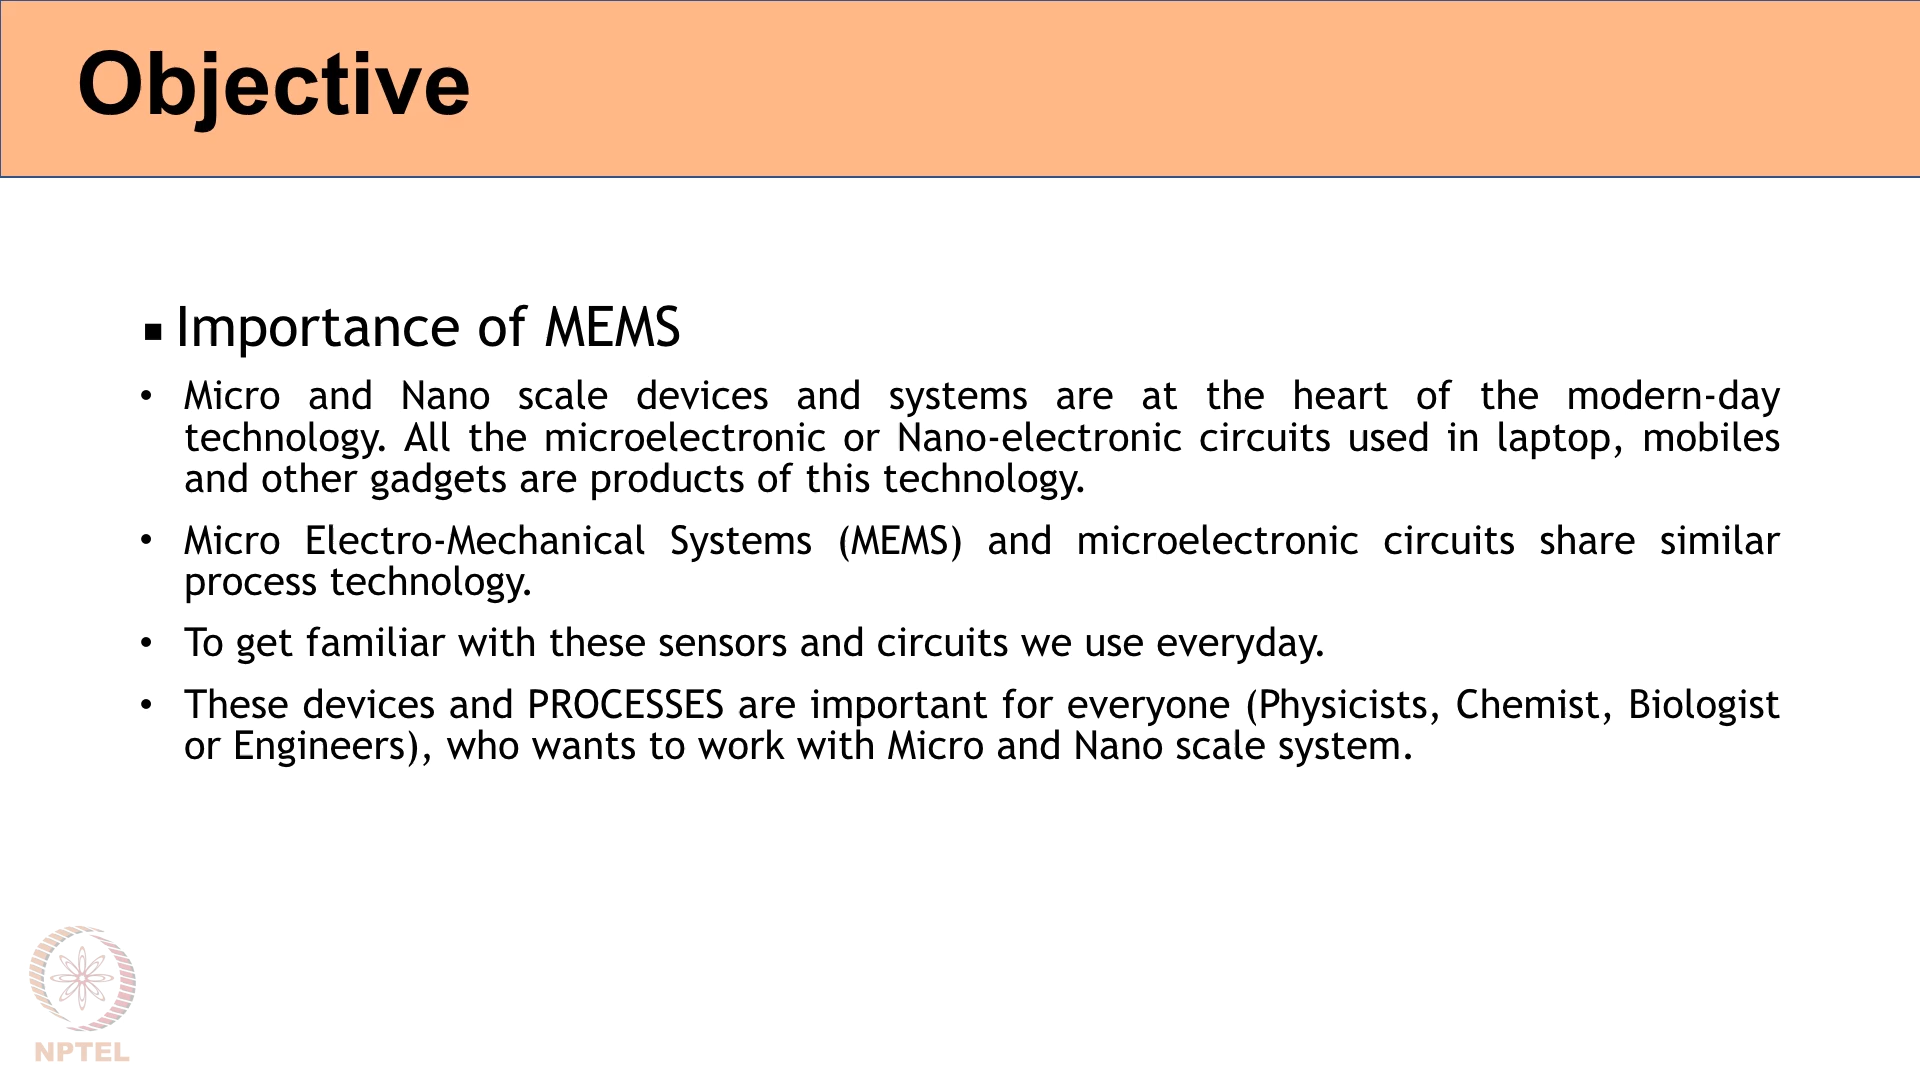 Objective
▪ Importance of MEMS
• Micro and Nano scale devices and systems are at the heart of the modern-day
technology. All the microelectronic or Nano-electronic circuits used in laptop, mobiles
and other gadgets are products of this technology.
• Micro Electro-Mechanical Systems (MEMS) and microelectronic circuits share similar
process technology.
• To get familiar with these sensors and circuits we use everyday.
• These devices and PROCESSES are important for everyone (Physicists, Chemist, Biologist
or Engineers), who wants to work with Micro and Nano scale system.
NPTEL